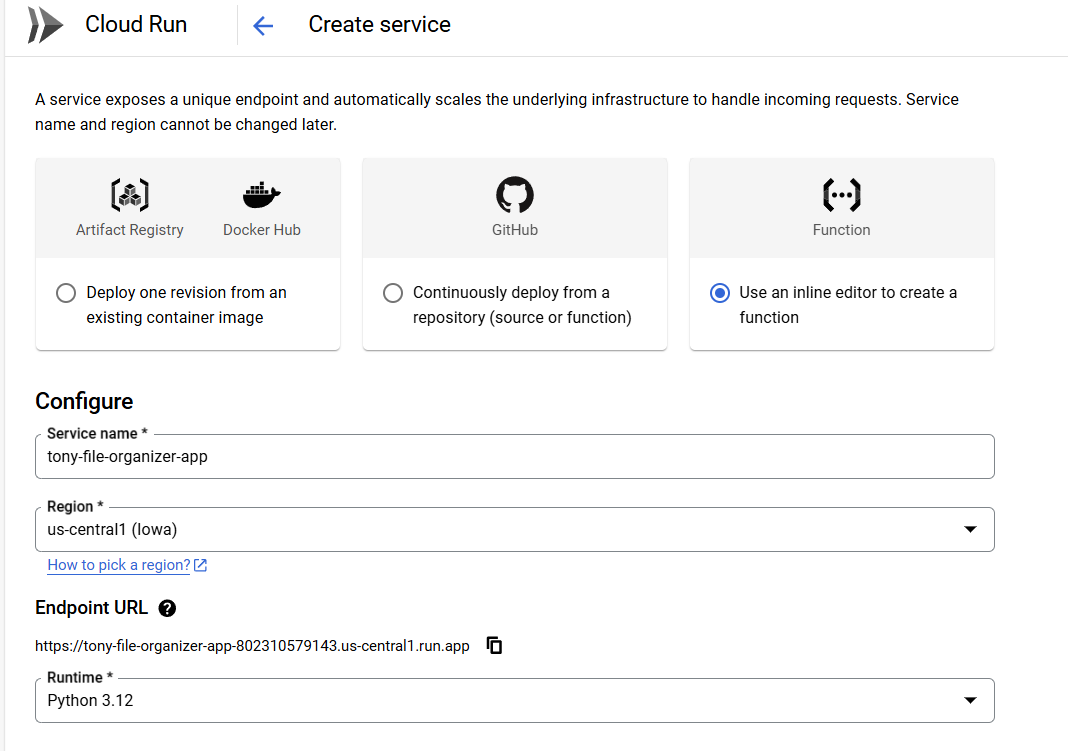 Cloud Run
Create service
A service exposes a unique endpoint and automatically scales the underlying infrastructure to handle incoming requests. Service
name and region cannot be changed later.
Artifact Registry
Docker Hub
Deploy one revision from an
existing container image
GitHub
Continuously deploy from a
repository (source or function)
Function
Use an inline editor to create a
function
Configure
Service name *
tony-file-organizer-app
Region *
us-central1 (Iowa)
How to pick a region?
Endpoint URL
https://tony-file-organizer-app-802310579143.us-central1.run.app
Runtime *
Python 3.12